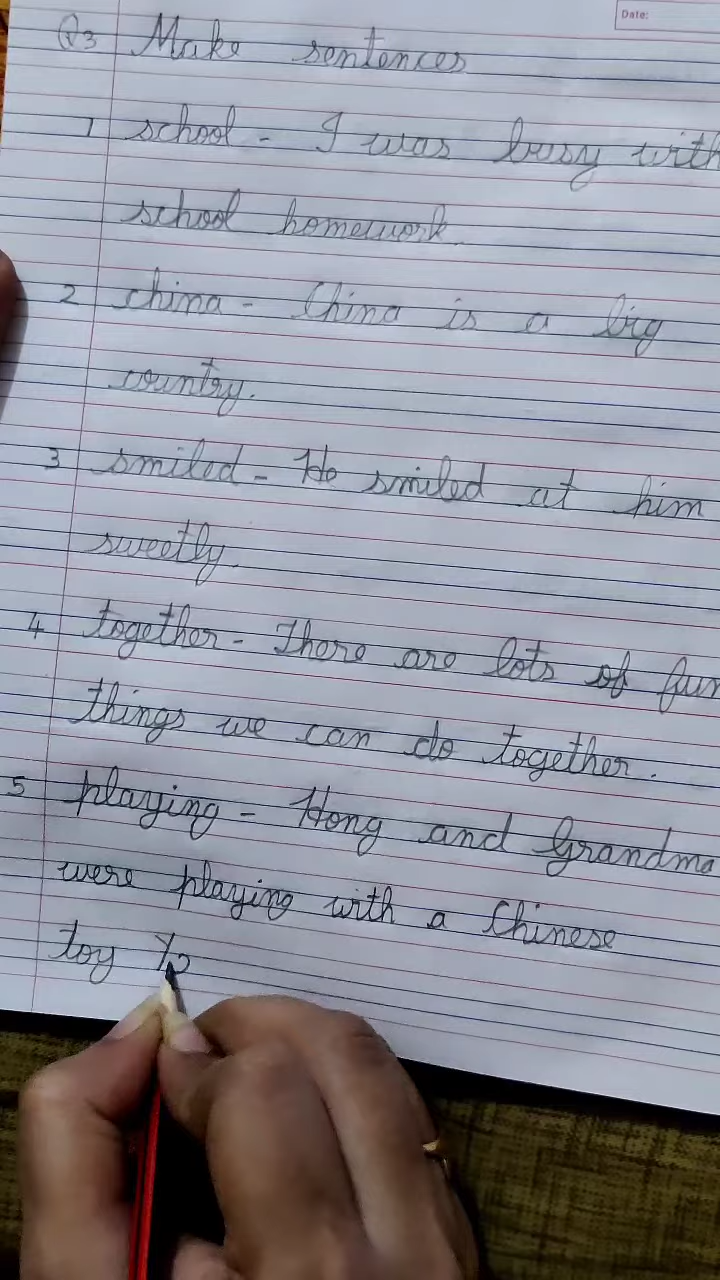 Date:
Q3 Make sentences
1 school - I was busy with
school homework.
2 china - China is a big
country.
3 smiled - He smiled at him
sweetly.
4 together - There are lots of fun
things we can do together.
5 playing - Hong and Grandma
were playing with a Chinese
toy Yo